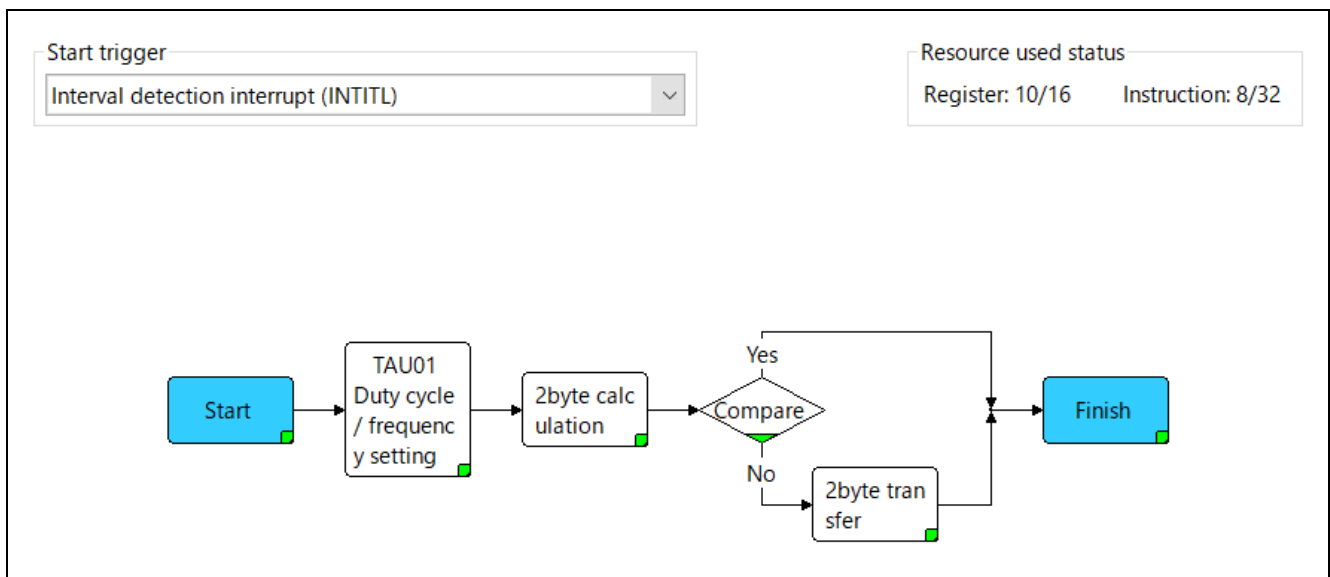 Start trigger
Interval detection interrupt (INTITL)
Resource used status
Register: 10/16 Instruction: 8/32
Start
TAU01
Duty cycle
/ frequenc
y setting
2byte calc
ulation
Yes
Compare
No
2byte tran
sfer
Finish